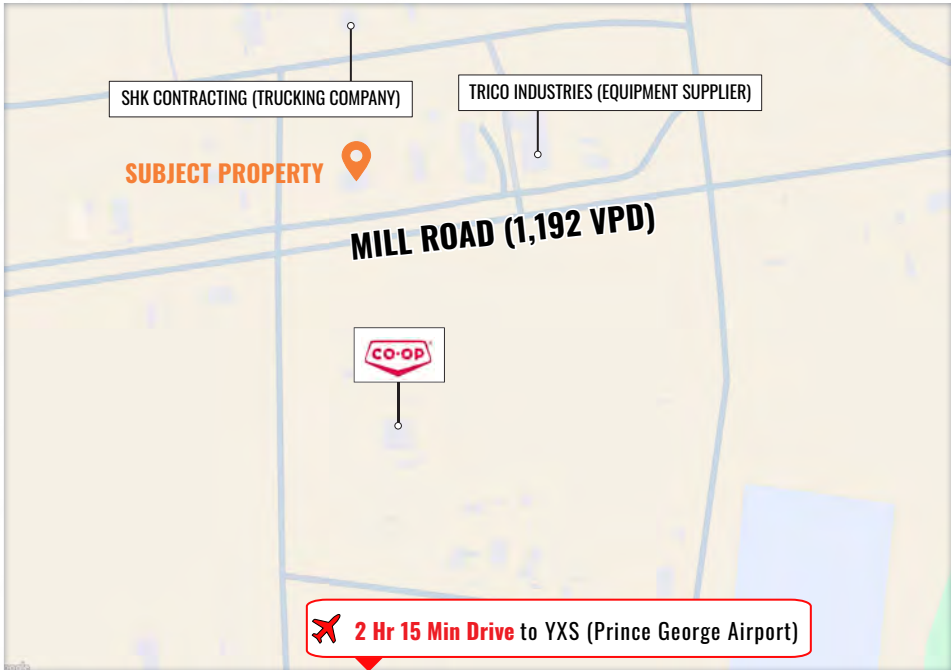 SHK CONTRACTING (TRUCKING COMPANY)
TRICO INDUSTRIES (EQUIPMENT SUPPLIER)
SUBJECT PROPERTY
MILL ROAD (1,192 VPD)
CO-OP
2 Hr 15 Min Drive to YXS (Prince George Airport)